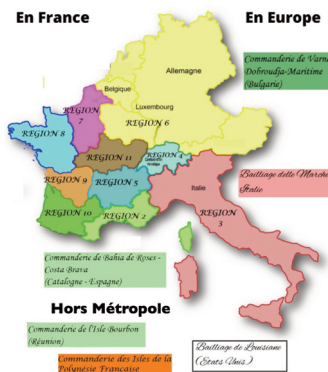 En France
En Europe
Allemagne
Belgique
Luxembourg
Commanderie de Varna
Dobroudja-Maritime
(Bulgarie)
REGION
7
REGION 6
REGION 8
REGION 11
REGION 4
REGION 9
REGION 5
REGION 10
REGION 2
Italie
REGION
3
Bailliage delle Marche
Italie
Commanderie de Bahia de Roses -
Costa Brava
(Catalogne - Espagne)
Hors Métropole
Commanderie de l'Isle Bourbon
(Réunion)
Commanderie des Isles de la
Polynésie Française
Bailliage de Louisiane
(Etats Unis)